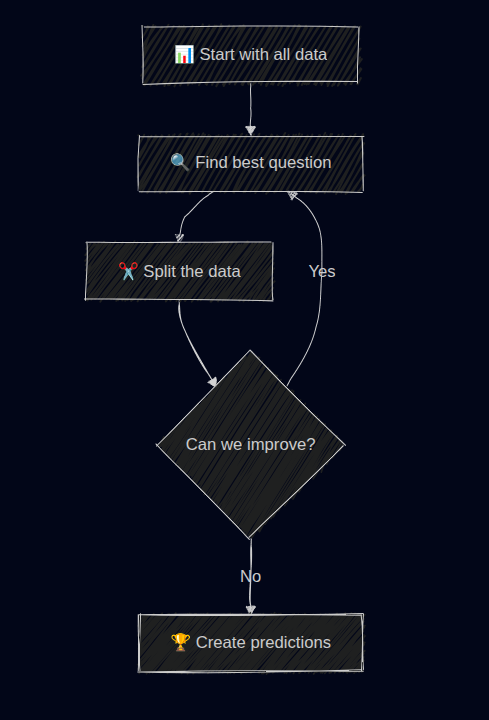 📊 Start with all data
🔍 Find best question
✂️ Split the data
Yes
Can we improve?
No
🏆 Create predictions